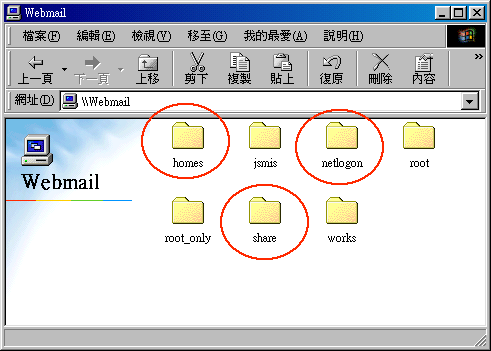 Webmail
檔案(F) 編輯(E) 檢視(V) 移至(G) 我的最愛(A) 說明(H)
上一頁 下一頁 上移 剪下 複製 貼上 復原 刪除 內容
網址(D) \\Webmail
Webmail
homes jsmis netlogon root
root_only share works